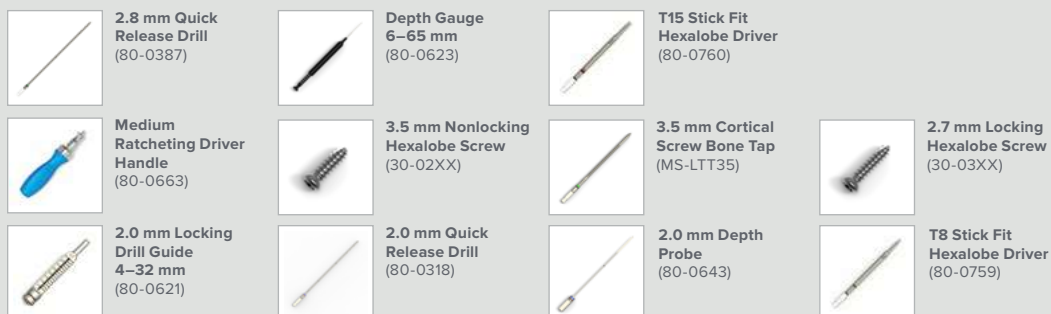 2.8 mm Quick
Release Drill
(80-0387)
Depth Gauge
6–65 mm
(80-0623)
T15 Stick Fit
Hexalobe Driver
(80-0760)
Medium
Ratcheting Driver
Handle
(80-0663)
3.5 mm Nonlocking
Hexalobe Screw
(30-02XX)
3.5 mm Cortical
Screw Bone Tap
(MS-LTT35)
2.7 mm Locking
Hexalobe Screw
(30-03XX)
2.0 mm Locking
Drill Guide
4–32 mm
(80-0621)
2.0 mm Quick
Release Drill
(80-0318)
2.0 mm Depth
Probe
(80-0643)
T8 Stick Fit
Hexalobe Driver
(80-0759)